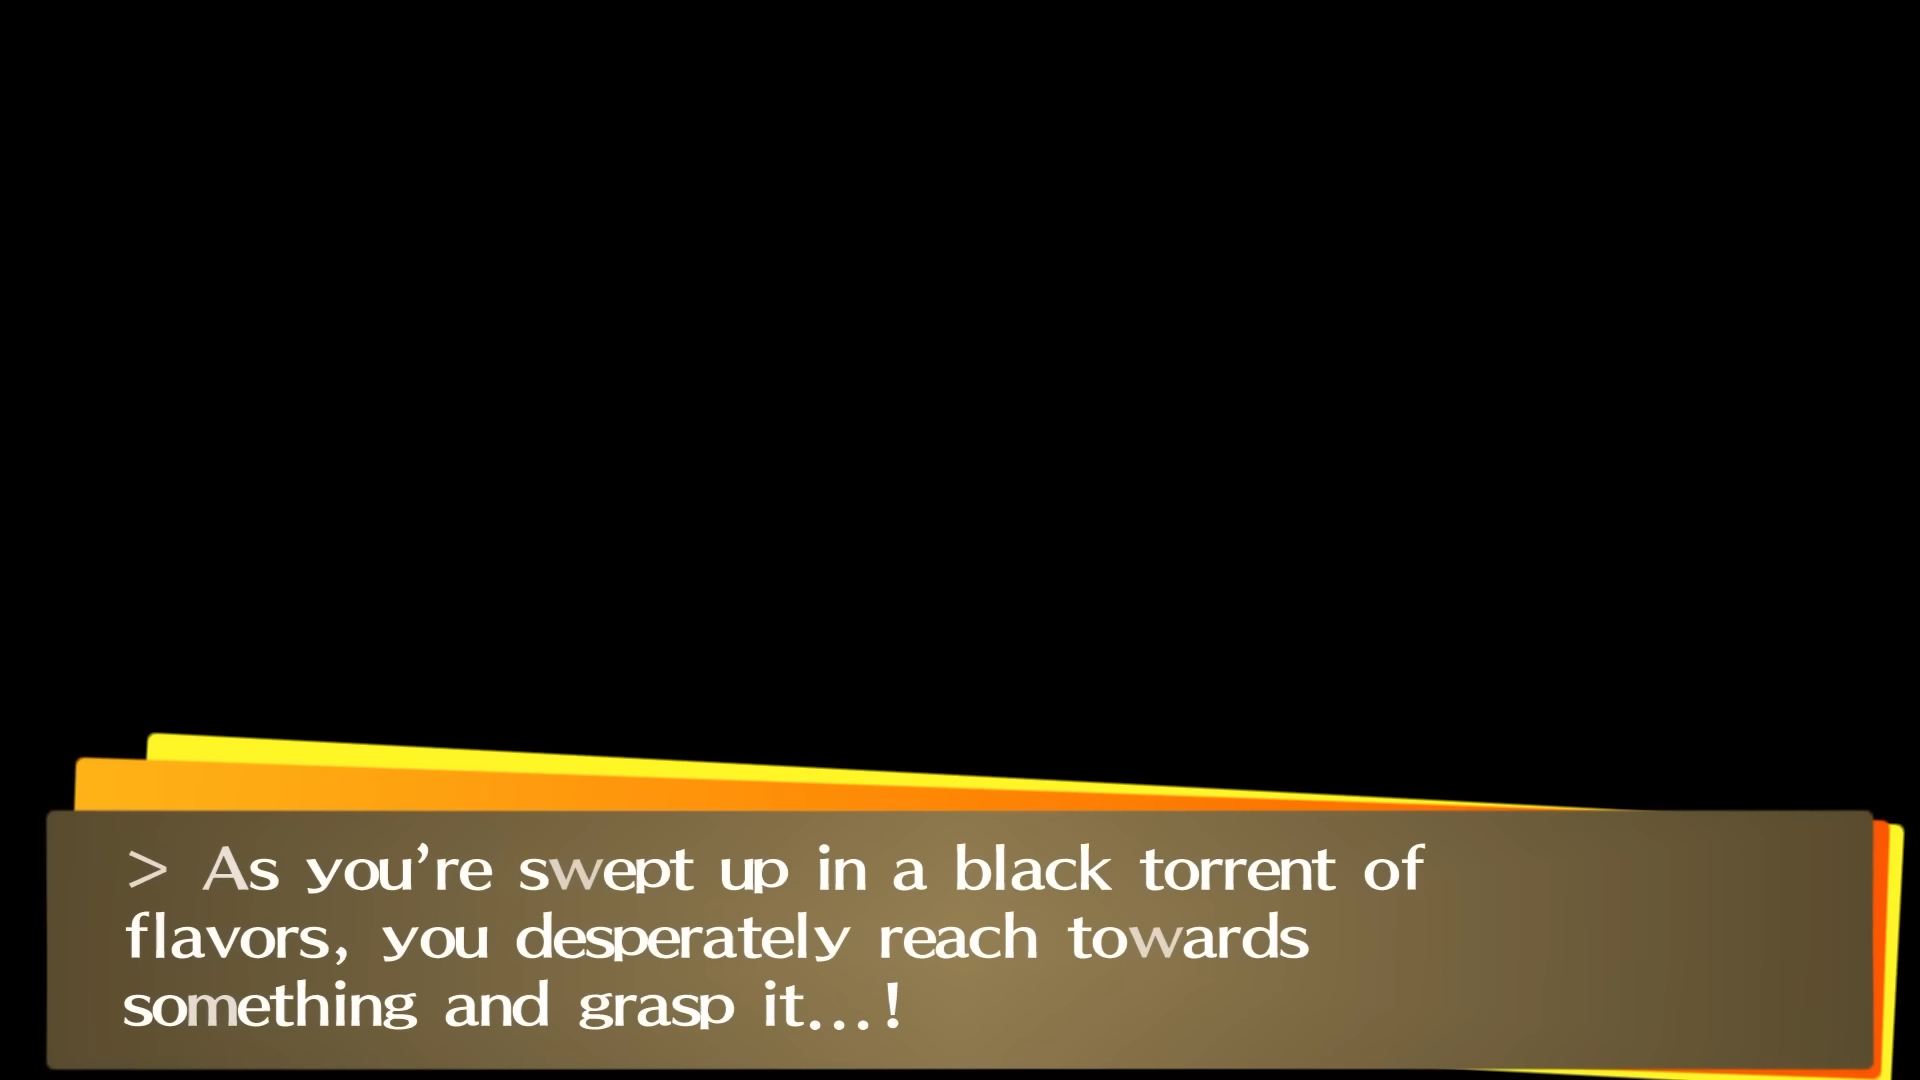 > As you’re swept up in a black torrent of
flavors, you desperately reach towards
something and grasp it...!